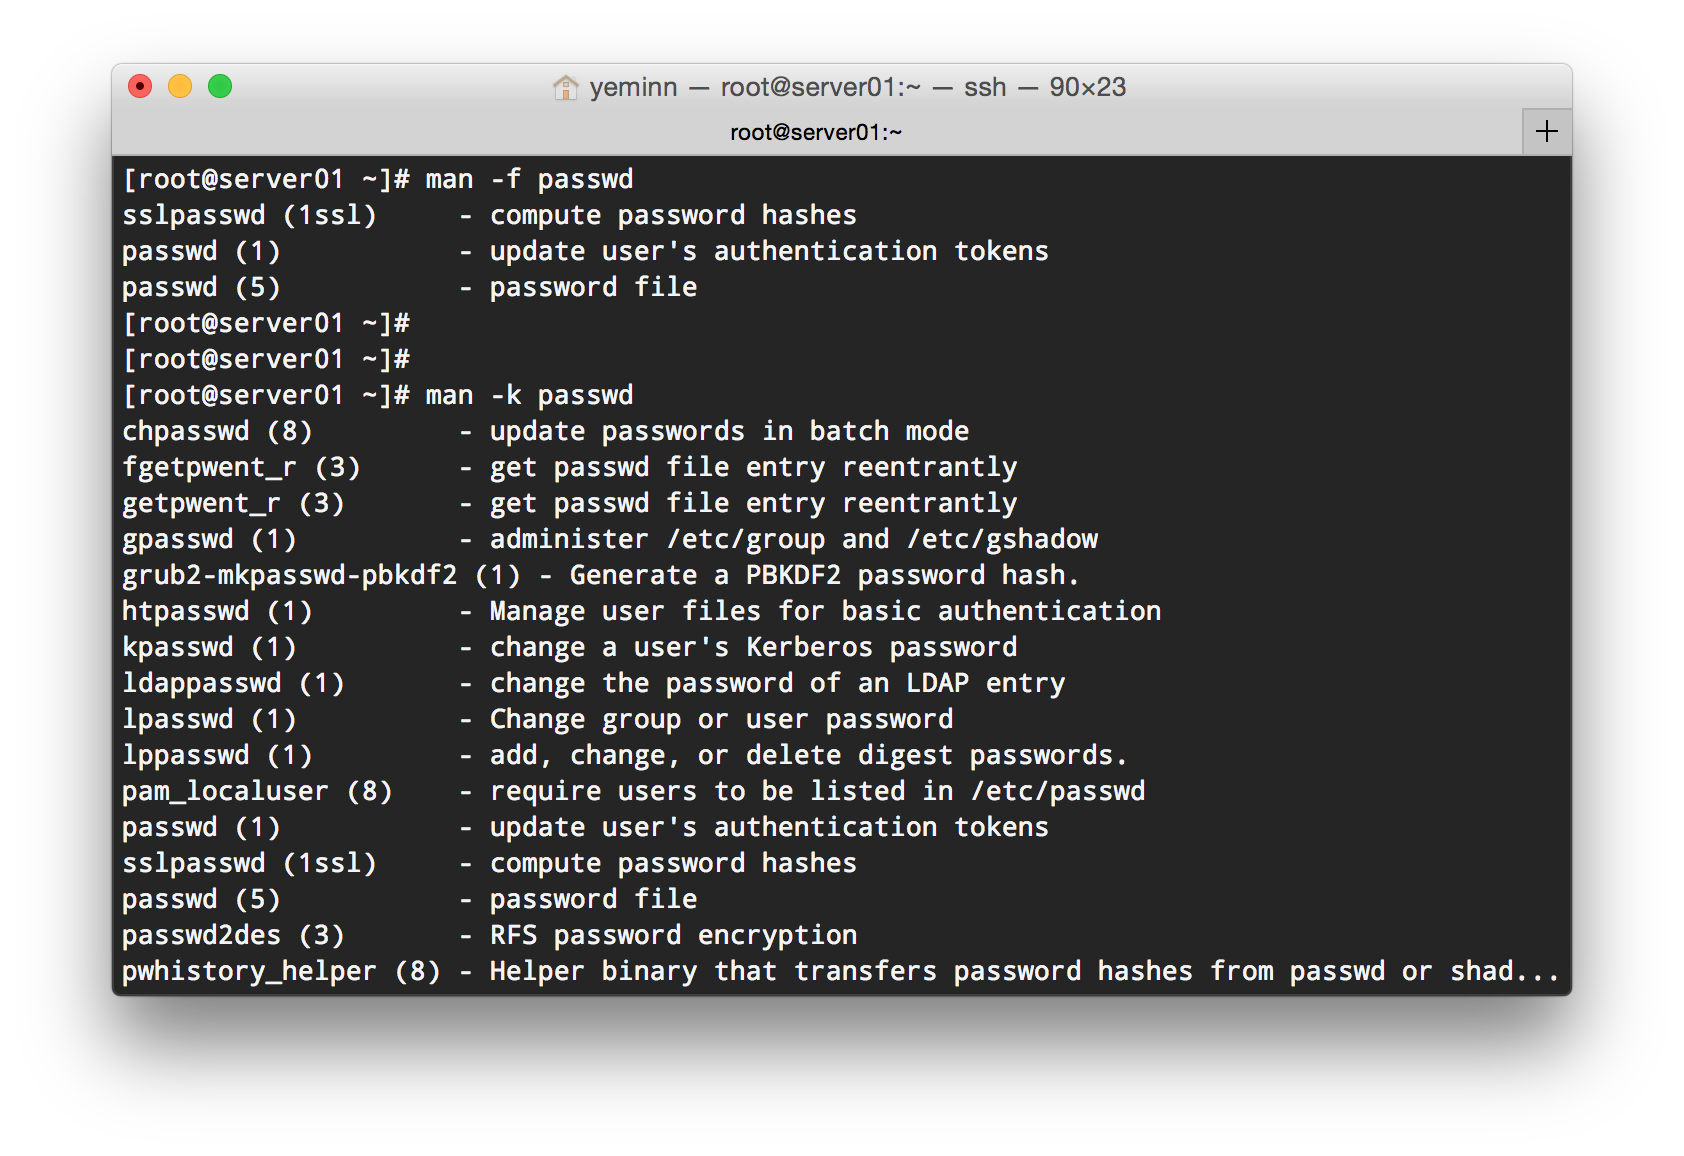 yeminn — root@server01:~ — ssh — 90×23
root@server01:~
[root@server01 ~]# man -f passwd
sslpasswd (1ssl)     - compute password hashes
passwd (1)           - update user's authentication tokens
passwd (5)           - password file
[root@server01 ~]#
[root@server01 ~]#
[root@server01 ~]# man -k passwd
chpasswd (8)         - update passwords in batch mode
fgetpwent_r (3)      - get passwd file entry reentrantly
getpwent_r (3)       - get passwd file entry reentrantly
gpasswd (1)          - administer /etc/group and /etc/gshadow
grub2-mkpasswd-pbkdf2 (1) - Generate a PBKDF2 password hash.
htpasswd (1)         - Manage user files for basic authentication
kpasswd (1)          - change a user's Kerberos password
ldappasswd (1)       - change the password of an LDAP entry
lpasswd (1)          - Change group or user password
lppasswd (1)         - add, change, or delete digest passwords.
pam_localuser (8)    - require users to be listed in /etc/passwd
passwd (1)           - update user's authentication tokens
sslpasswd (1ssl)     - compute password hashes
passwd (5)           - password file
passwd2des (3)       - RFS password encryption
pwhistory_helper (8) - Helper binary that transfers password hashes from passwd or shad...